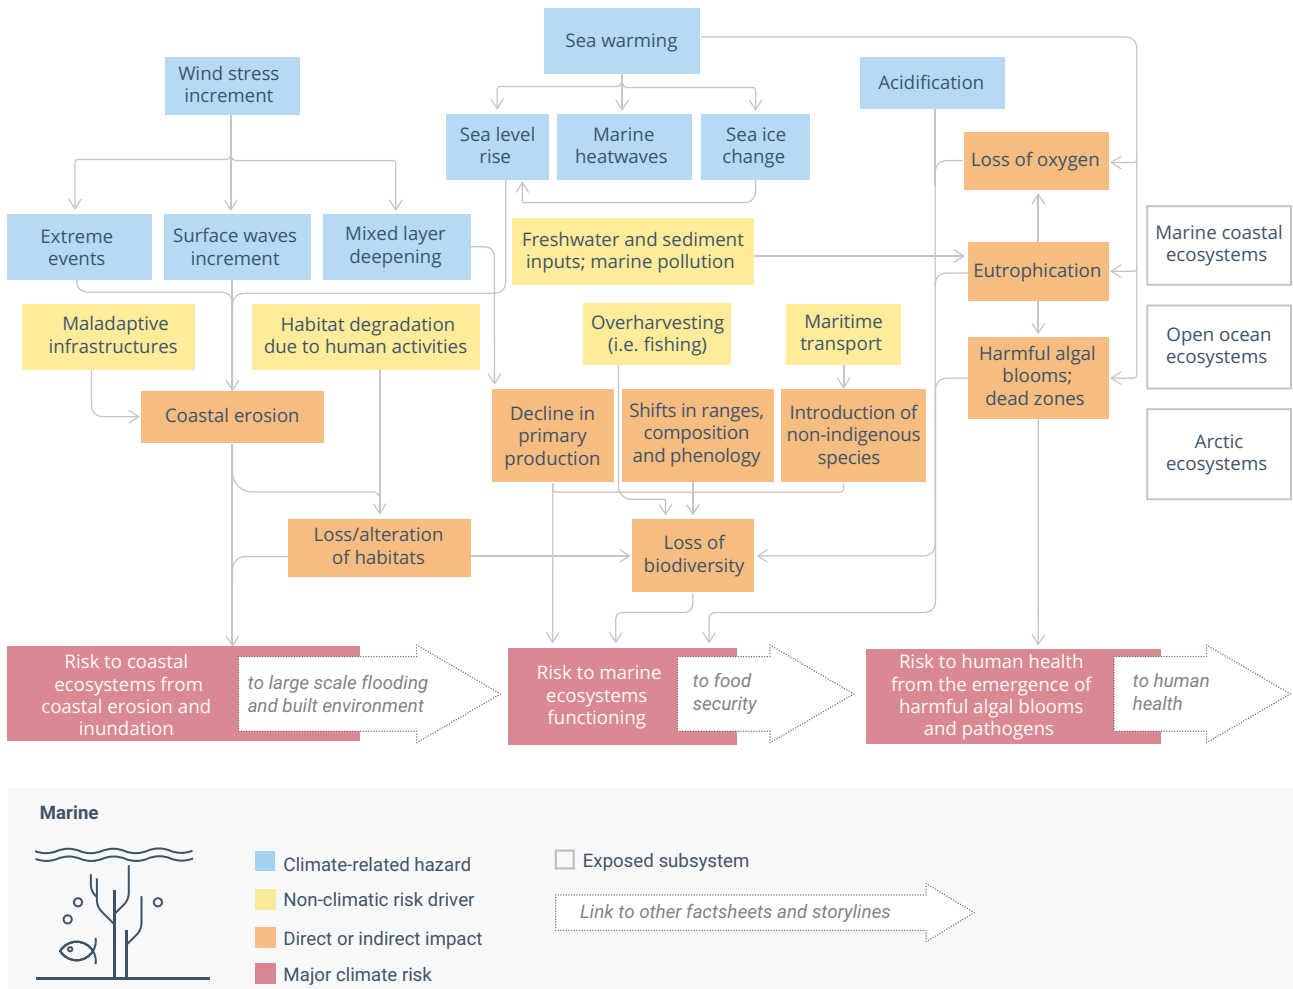 Sea warming
Wind stress
increment
Acidification
Sea level
rise
Marine
heatwaves
Sea ice
change
Loss of oxygen
Extreme
events
Surface waves
increment
Mixed layer
deepening
Freshwater and sediment
inputs; marine pollution
Eutrophication
Marine coastal
ecosystems
Maladaptive
infrastructures
Habitat degradation
due to human activities
Overharvesting
(i.e. fishing)
Maritime
transport
Harmful algal
blooms;
dead zones
Open ocean
ecosystems
Coastal erosion
Decline in
primary
production
Shifts in ranges,
composition
and phenology
Introduction of
non-indigenous
species
Arctic
ecosystems
Loss/alteration
of habitats
Loss of
biodiversity
Risk to coastal
ecosystems from
coastal erosion and
inundation
to large scale flooding
and built environment
Risk to marine
ecosystems
functioning
to food
security
Risk to human health
from the emergence of
harmful algal blooms
and pathogens
to human
health
Marine
Climate-related hazard
Non-climatic risk driver
Direct or indirect impact
Major climate risk
Exposed subsystem
Link to other factsheets and storylines